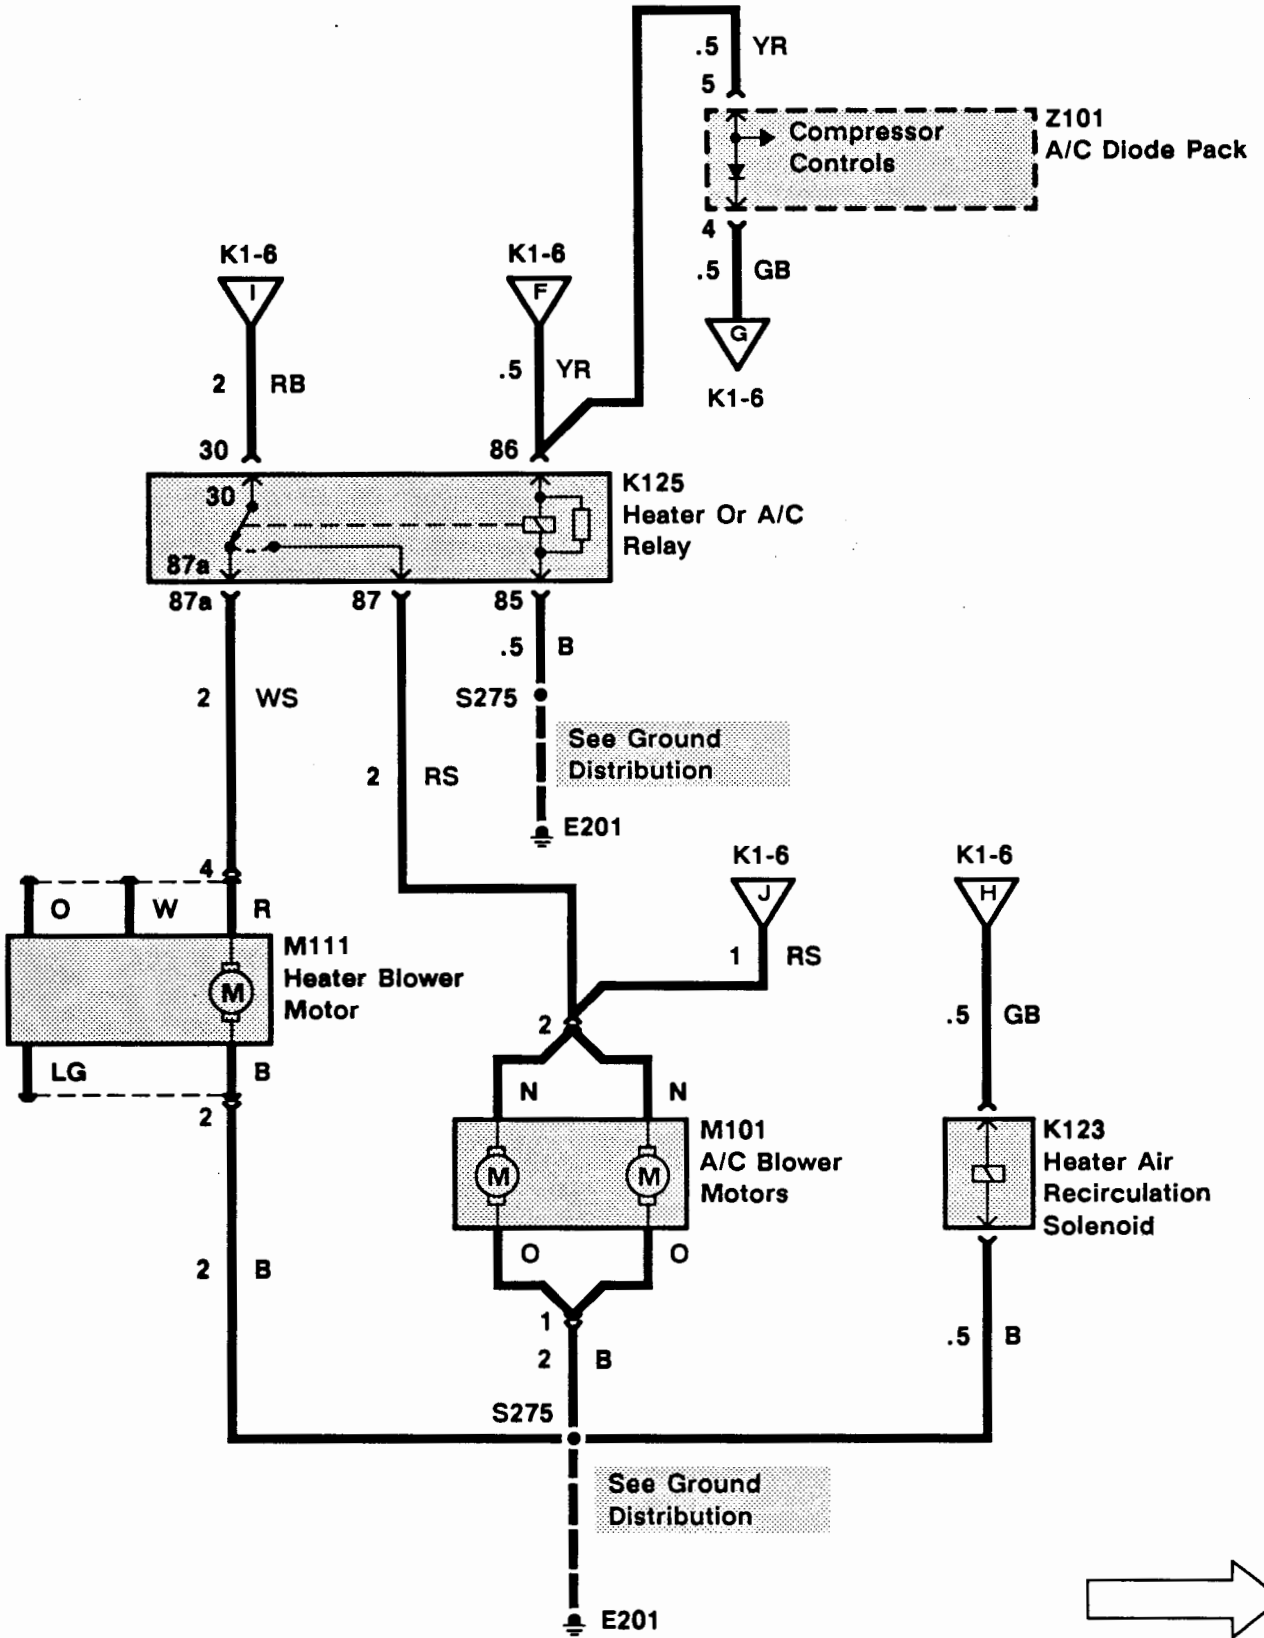 .5 YR
5
Compressor
Controls
Z101
A/C Diode Pack
4
.5 GB
G
K1-6
K1-6
I
2 RB
30
K1-6
F
.5 YR
86
30
87a
K125
Heater Or A/C
Relay
87a
87
85
.5 B
2 WS
S275
See Ground
Distribution
2 RS
E201
K1-6
J
1 RS
K1-6
H
.5 GB
4
O W R
M111
Heater Blower
Motor
M
LG B
2
2
N N
M101
A/C Blower
Motors
M M
K123
Heater Air
Recirculation
Solenoid
O O
1
2 B
2 B
.5 B
S275
See Ground
Distribution
E201